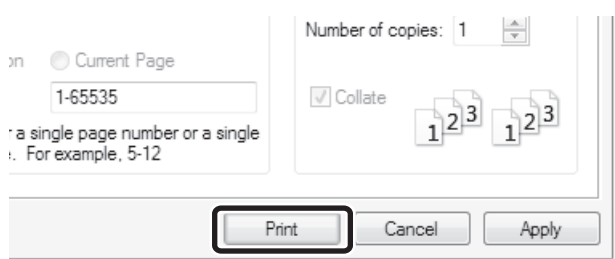 Number of copies: 1
on Current Page
1-65535
Collate
1 2 3 1 2 3
r a single page number or a single
. For example, 5-12
Print Cancel Apply